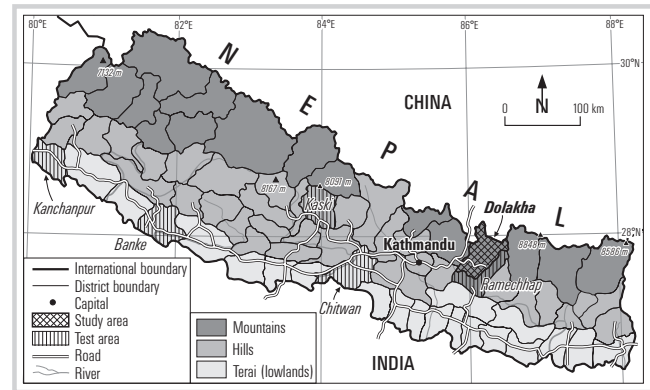 80°E
82°E
84°E
86°E
88°E
30°N
28°N
N E P A L
CHINA
INDIA
N
0 100 km
7132 m
8167 m
8091 m
8848 m
8586 m
Kanchanpur
Banke
Kaski
Chitwan
Kathmandu
Dolakha
Ramechhap
International boundary
District boundary
Capital
Study area
Test area
Road
River
Mountains
Hills
Terai (lowlands)